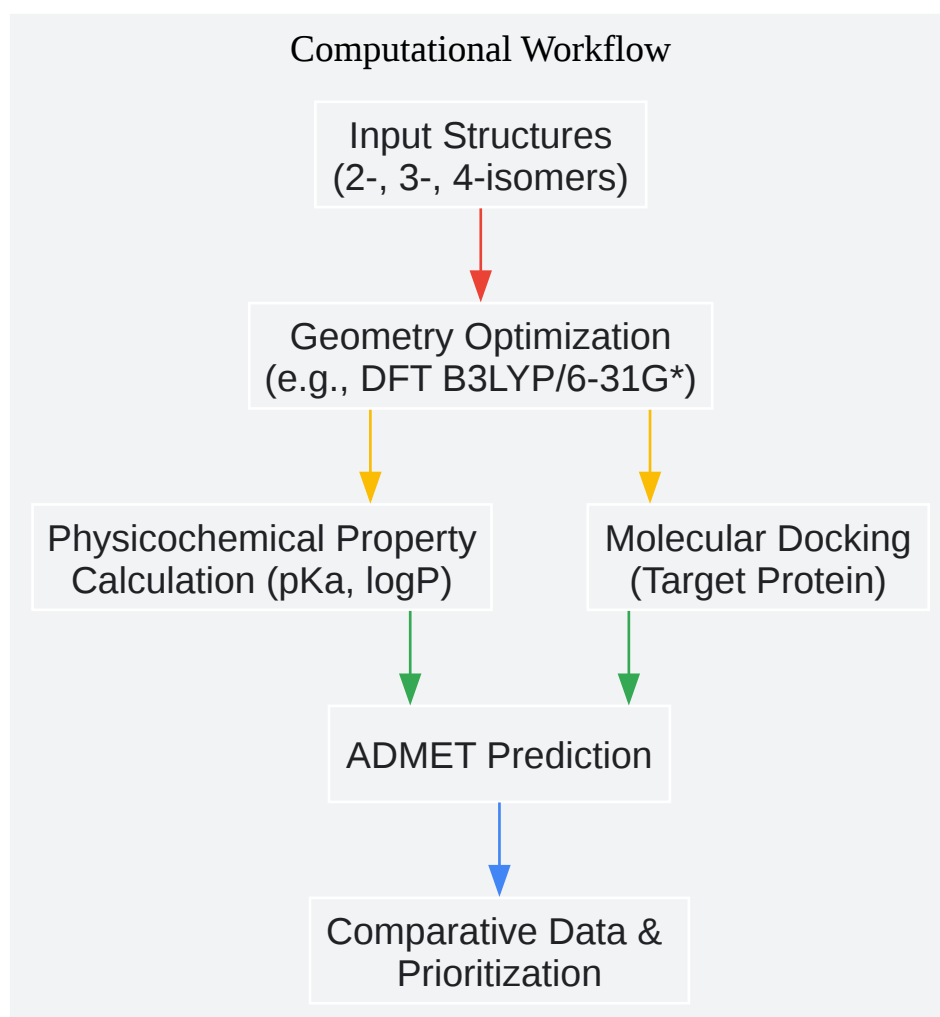 Computational Workflow
Input Structures
(2-, 3-, 4-isomers)
Geometry Optimization
(e.g., DFT B3LYP/6-31G*)
Physicochemical Property
Calculation (pKa, logP)
Molecular Docking
(Target Protein)
ADMET Prediction
Comparative Data &
Prioritization